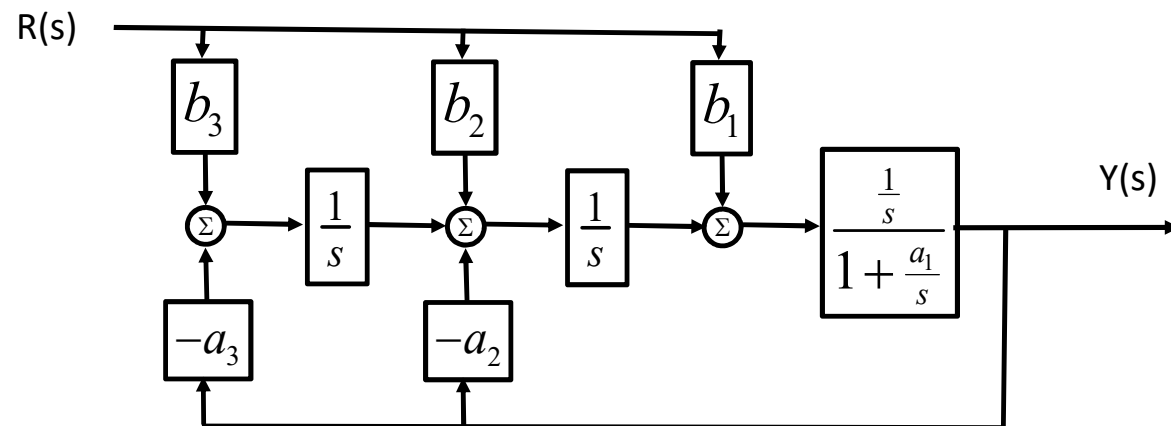 R(s)
b₃
b₂
b₁
Y(s)
Σ
1/s
Σ
1/s
Σ
(1/s)/(1 + a₁/s)
−a₃
−a₂